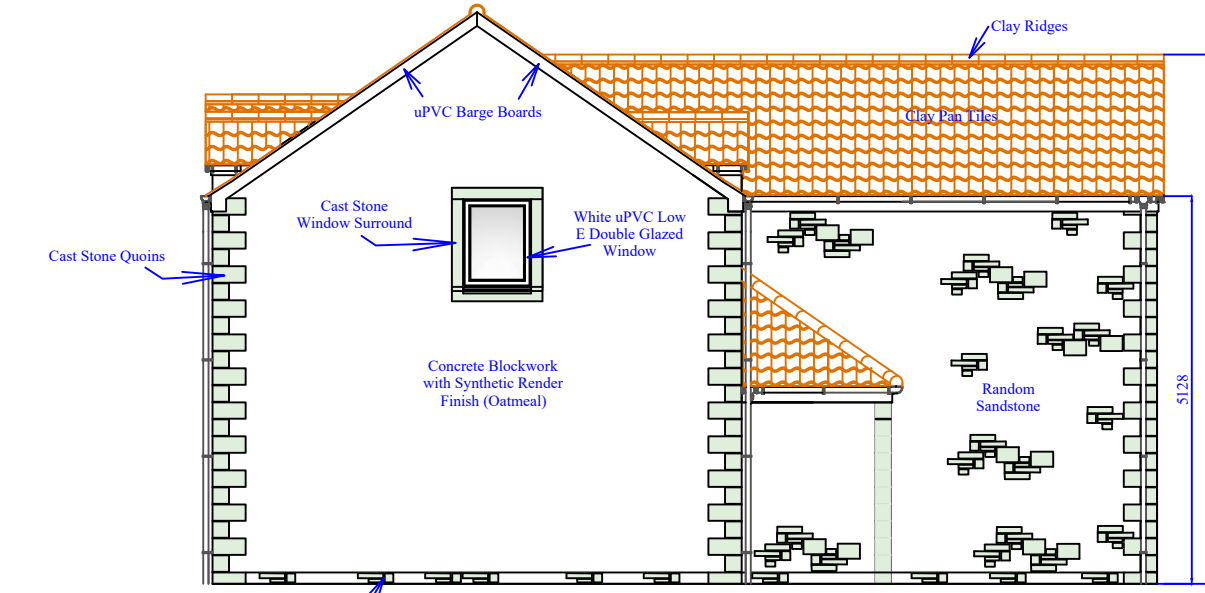 Clay Ridges
uPVC Barge Boards
Clay Pan Tiles
Cast Stone
Window Surround
White uPVC Low
E Double Glazed
Window
Cast Stone Quoins
Concrete Blockwork
with Synthetic Render
Finish (Oatmeal)
Random
Sandstone
5128